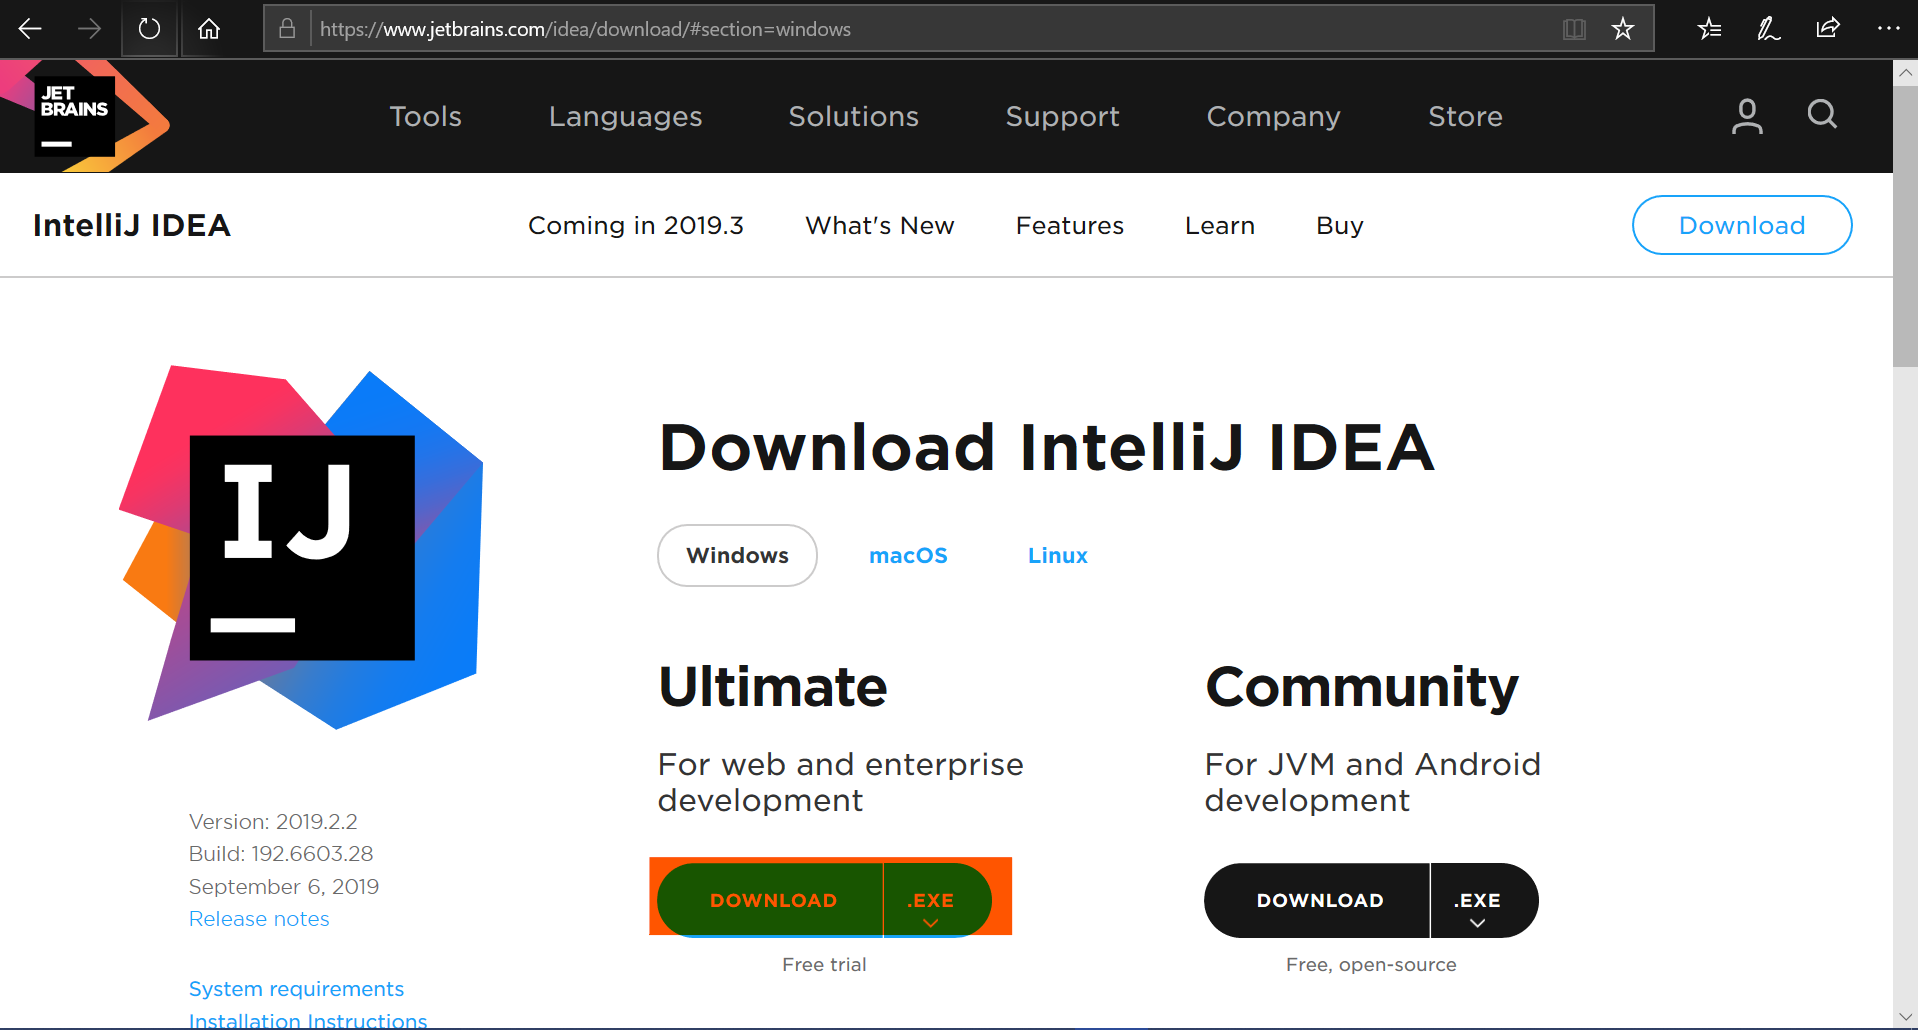 https://www.jetbrains.com/idea/download/#section=windows
JET
BRAINS
Tools Languages Solutions Support Company Store
IntelliJ IDEA Coming in 2019.3 What's New Features Learn Buy Download
IJ
Download IntelliJ IDEA
Windows macOS Linux
Ultimate
For web and enterprise
development
DOWNLOAD .EXE
Free trial
Community
For JVM and Android
development
DOWNLOAD .EXE
Free, open-source
Version: 2019.2.2
Build: 192.6603.28
September 6, 2019
Release notes
System requirements
Installation Instructions